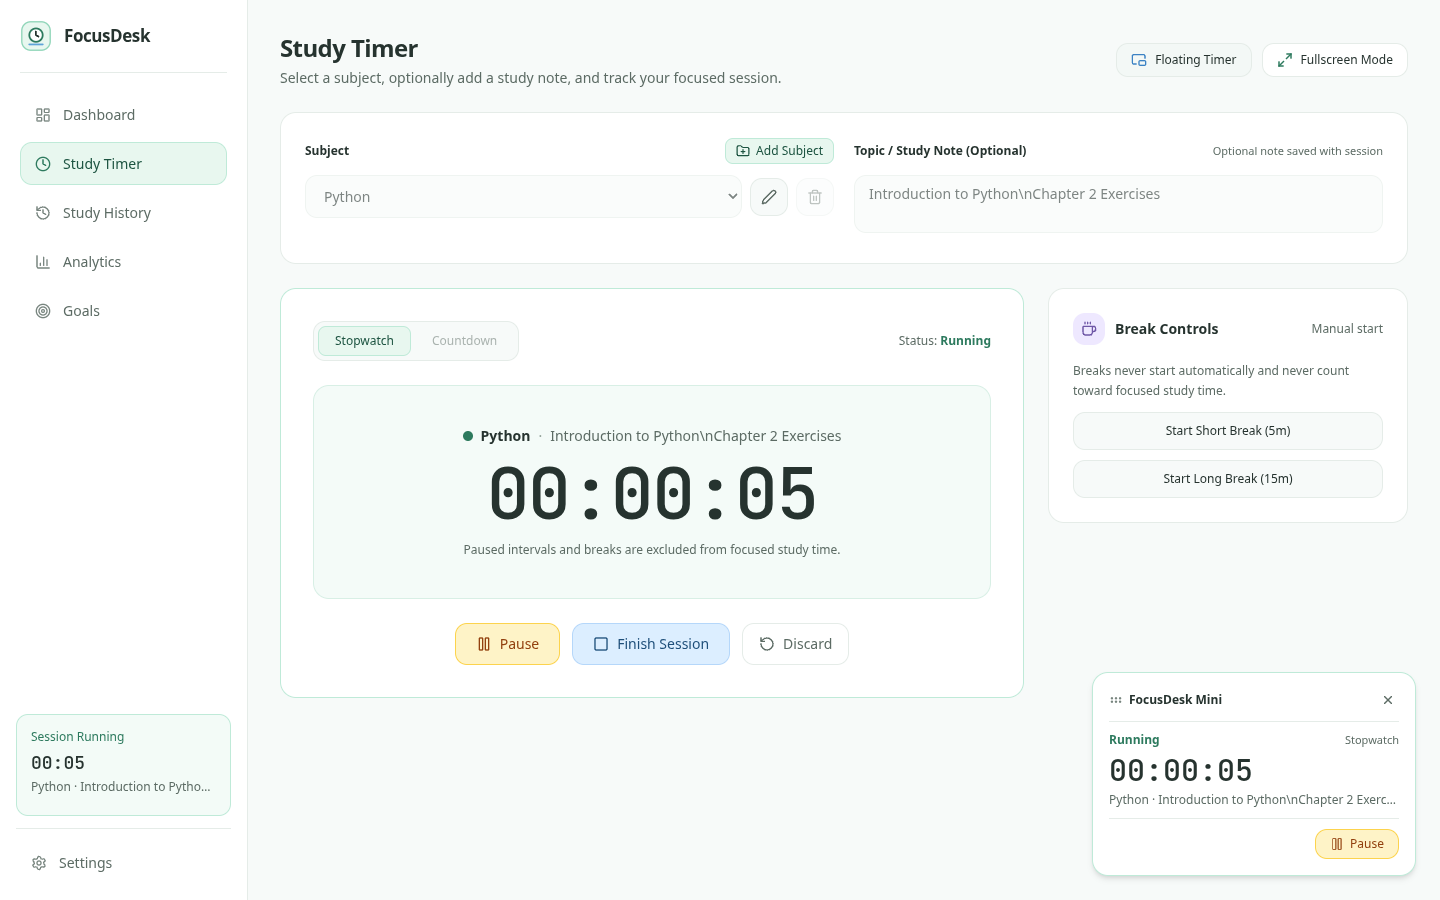 FocusDesk
Dashboard
Study Timer
Study History
Analytics
Goals
Session Running
00:05
Python · Introduction to Pytho...
Settings
Study Timer
Select a subject, optionally add a study note, and track your focused session.
Floating Timer
Fullscreen Mode
Subject
Add Subject
Python
Topic / Study Note (Optional)
Optional note saved with session
Introduction to Python\nChapter 2 Exercises
Stopwatch
Countdown
Status: Running
Python · Introduction to Python\nChapter 2 Exercises
00:00:05
Paused intervals and breaks are excluded from focused study time.
Pause
Finish Session
Discard
Break Controls
Manual start
Breaks never start automatically and never count
toward focused study time.
Start Short Break (5m)
Start Long Break (15m)
FocusDesk Mini
Running
Stopwatch
00:00:05
Python · Introduction to Python\nChapter 2 Exerc...
Pause